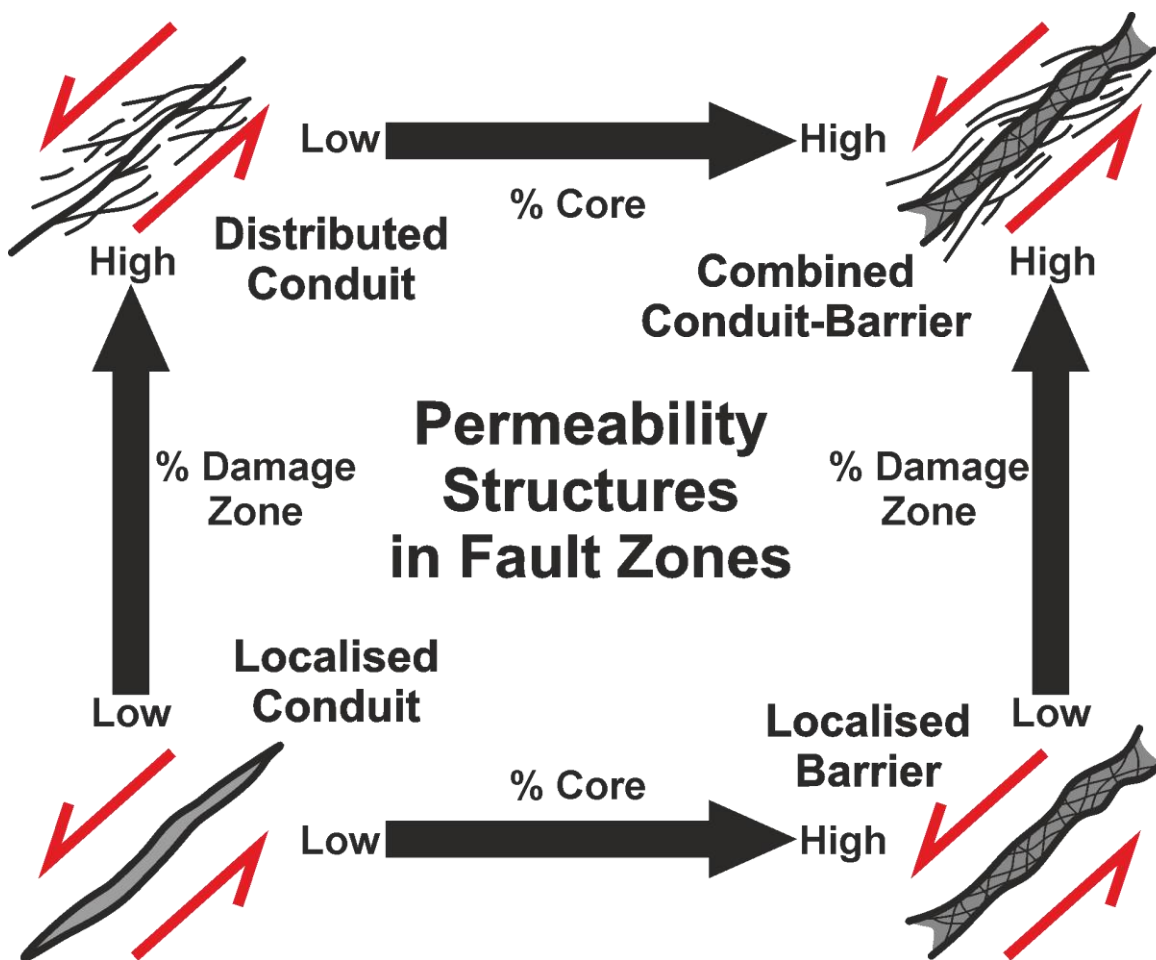 Low
High
% Core
Distributed
Conduit
High
Combined
Conduit-Barrier
High
Permeability
Structures
in Fault Zones
% Damage
Zone
% Damage
Zone
Localised
Conduit
Low
Localised
Barrier
Low
% Core
Low
High